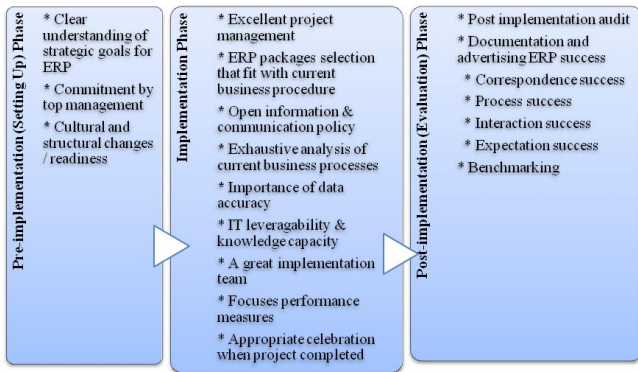 Pre-implementation (Setting Up) Phase
* Clear
understanding of
strategic goals for
ERP
* Commitment by
top management
* Cultural and
structural changes
/ readiness
Implementation Phase
* Excellent project
management
* ERP packages selection
that fit with current
business procedure
* Open information &
communication policy
* Exhaustive analysis of
current business processes
* Importance of data
accuracy
* IT leveragability &
knowledge capacity
* A great implementation
team
* Focuses performance
measures
* Appropriate celebration
when project completed
Post-implementation (Evaluation) Phase
* Post implementation audit
* Documentation and
advertising ERP success
* Correspondence success
* Process success
* Interaction success
* Expectation success
* Benchmarking